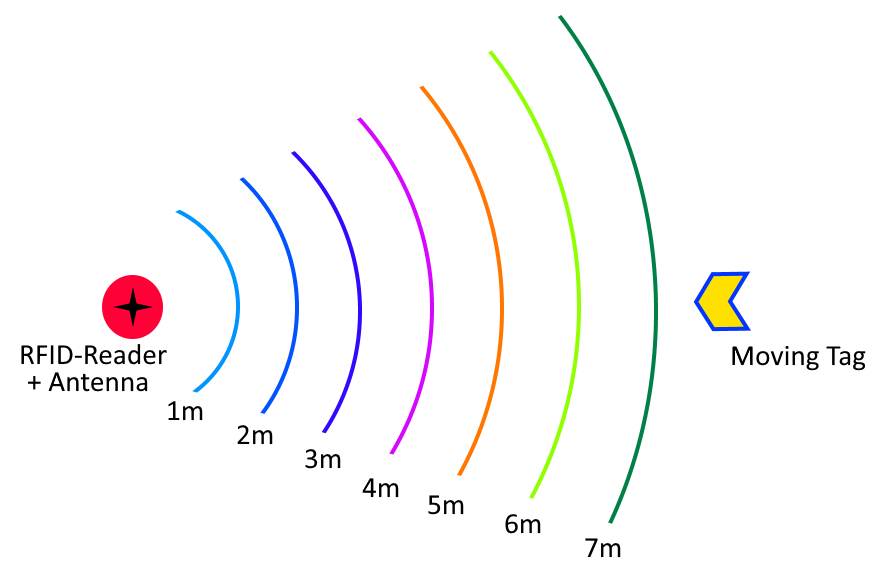 RFID-Reader
+ Antenna
1m
2m
3m
4m
5m
6m
7m
Moving Tag